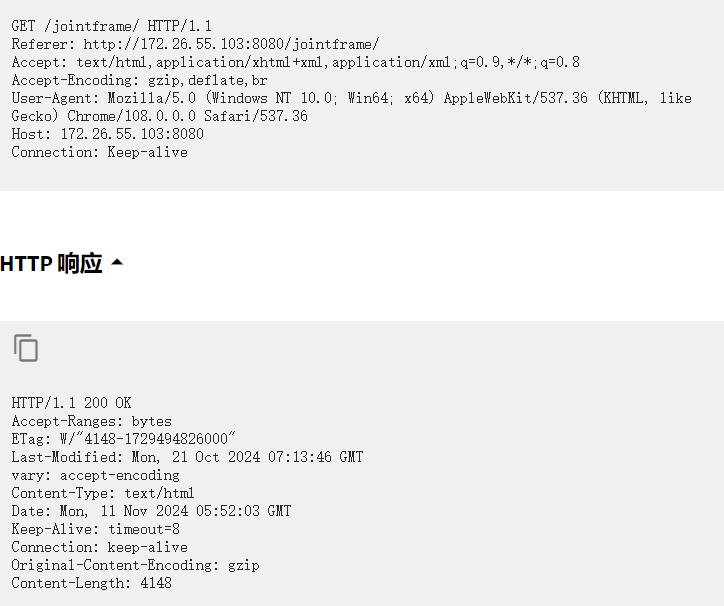 GET /jointframe/ HTTP/1.1
Referer: http://172.26.55.103:8080/jointframe/
Accept: text/html,application/xhtml+xml,application/xml;q=0.9,*/*;q=0.8
Accept-Encoding: gzip,deflate,br
User-Agent: Mozilla/5.0 (Windows NT 10.0; Win64; x64) AppleWebKit/537.36 (KHTML, like
Gecko) Chrome/108.0.0.0 Safari/537.36
Host: 172.26.55.103:8080
Connection: Keep-alive
HTTP 响应
HTTP/1.1 200 OK
Accept-Ranges: bytes
ETag: W/"4148-1729494826000"
Last-Modified: Mon, 21 Oct 2024 07:13:46 GMT
vary: accept-encoding
Content-Type: text/html
Date: Mon, 11 Nov 2024 05:52:03 GMT
Keep-Alive: timeout=8
Connection: keep-alive
Original-Content-Encoding: gzip
Content-Length: 4148